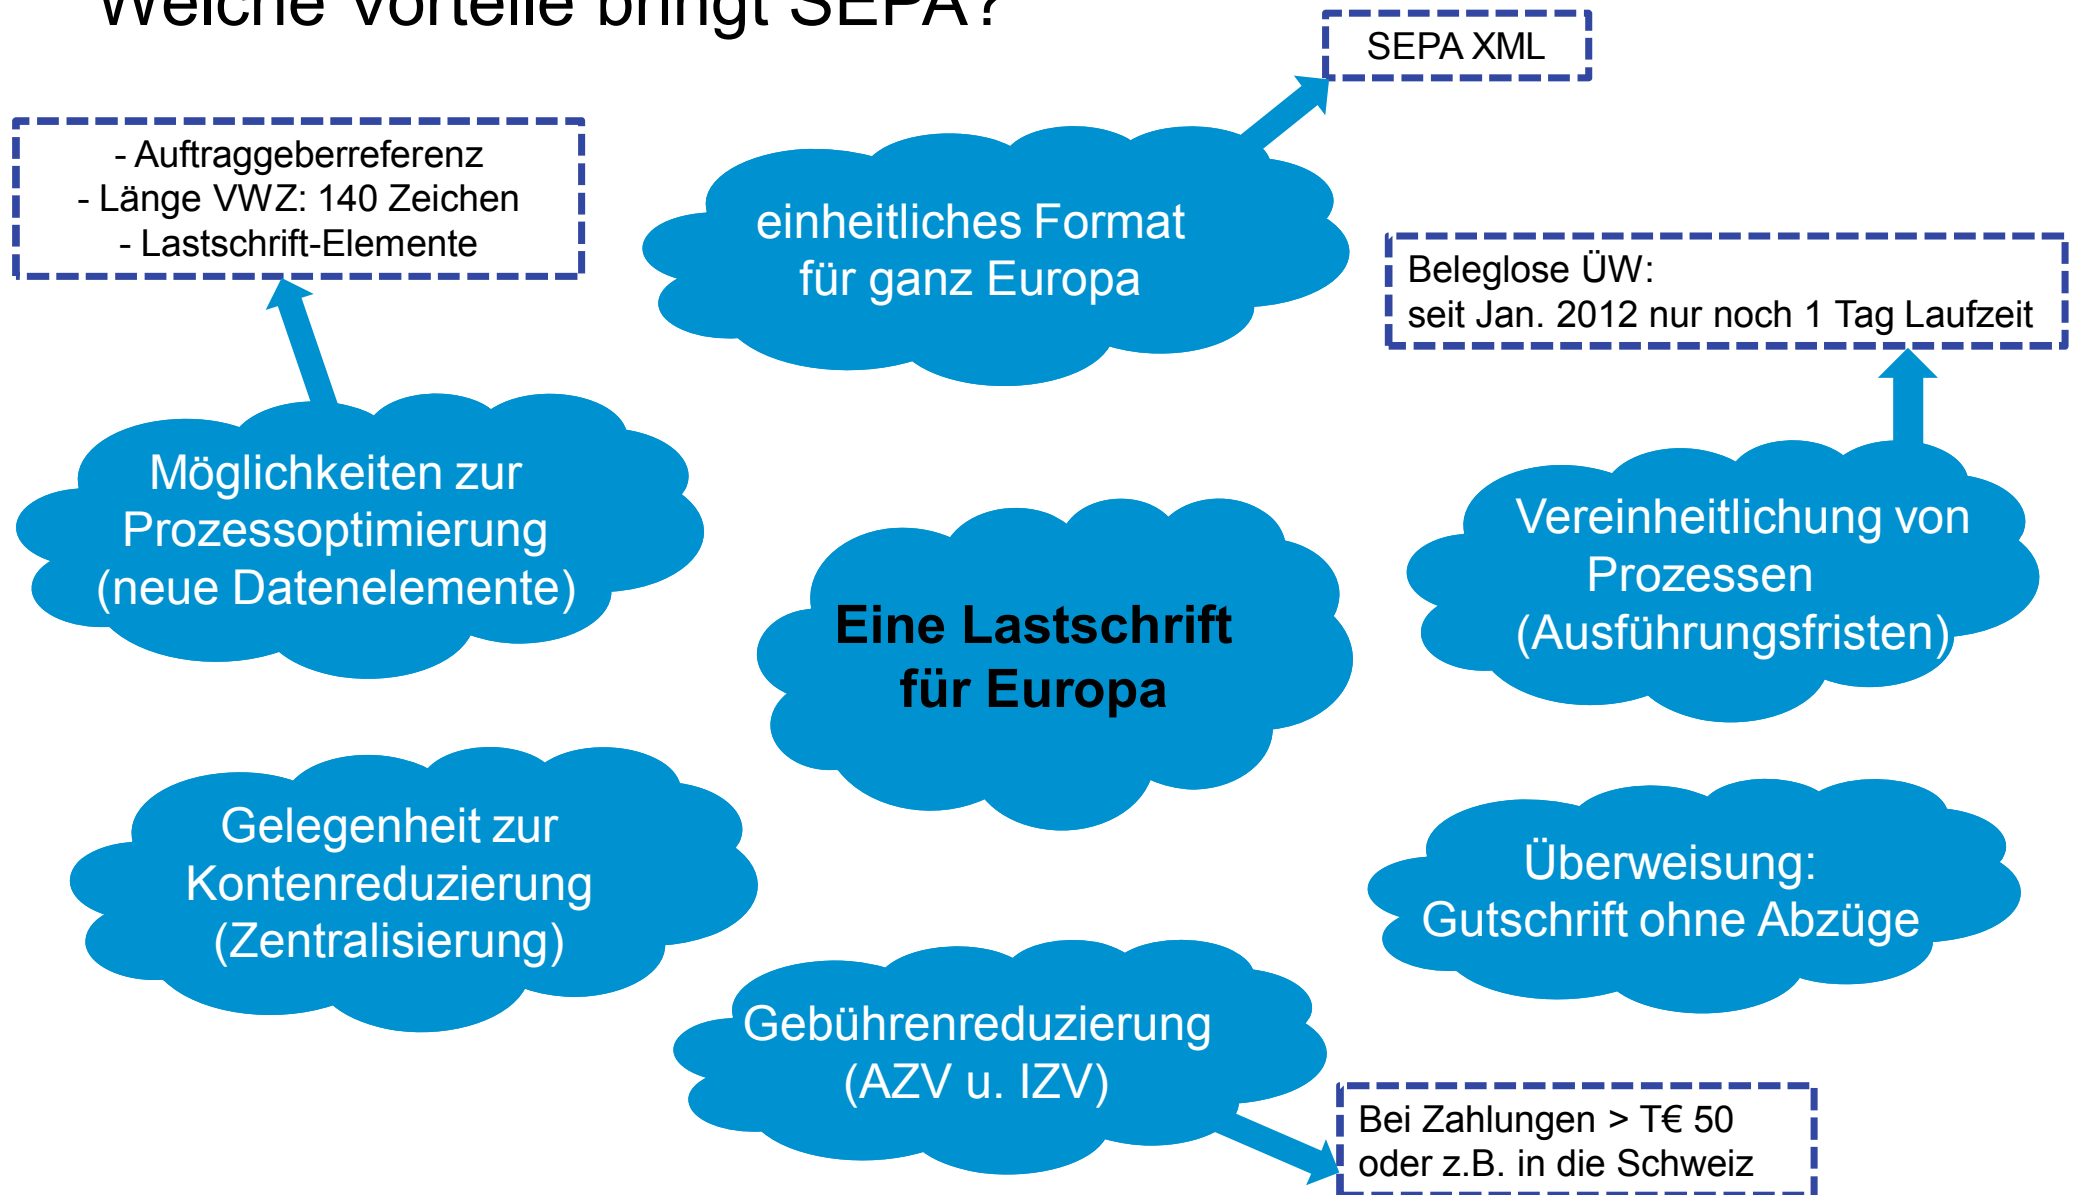 Welche Vorteile bringt SEPA?
SEPA XML
- Auftraggeberreferenz
- Länge VWZ: 140 Zeichen
- Lastschrift-Elemente
einheitliches Format
für ganz Europa
Beleglose ÜW:
seit Jan. 2012 nur noch 1 Tag Laufzeit
Möglichkeiten zur
Prozessoptimierung
(neue Datenelemente)
Vereinheitlichung von
Prozessen
(Ausführungsfristen)
Eine Lastschrift
für Europa
Gelegenheit zur
Kontenreduzierung
(Zentralisierung)
Überweisung:
Gutschrift ohne Abzüge
Gebührenreduzierung
(AZV u. IZV)
Bei Zahlungen > T€ 50
oder z.B. in die Schweiz